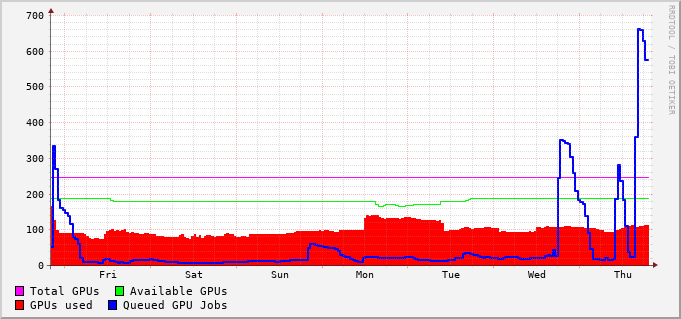 700
600
500
400
300
200
100
0
Fri Sat Sun Mon Tue Wed Thu
Total GPUs Available GPUs
GPUs used Queued GPU Jobs
RRDTOOL / TOBI OETIKER